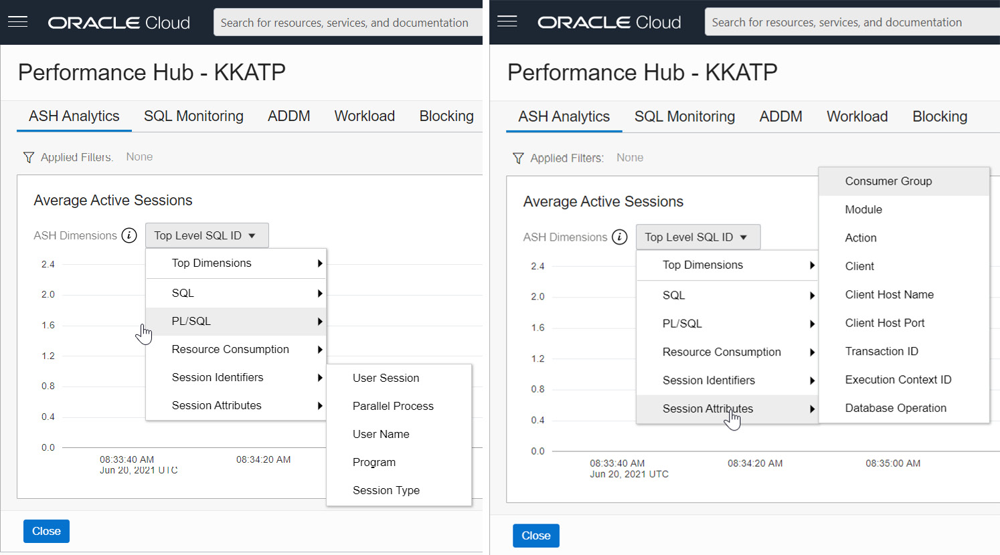 ORACLE Cloud
Search for resources, services, and documentation
Performance Hub - KKATP
ASH Analytics SQL Monitoring ADDM Workload Blocking
Applied Filters: None
Average Active Sessions
ASH Dimensions i Top Level SQL ID
Top Dimensions
SQL
PL/SQL
Resource Consumption
Session Identifiers
Session Attributes
User Session
Parallel Process
User Name
Program
Session Type
2.4
2.0
1.6
1.2
0.8
0.4
0.0
08:33:40 AM 08:34:20 AM
Jun 20, 2021 UTC
Close
ORACLE Cloud
Search for resources, services, and documentation
Performance Hub - KKATP
ASH Analytics SQL Monitoring ADDM Workload Blocking
Applied Filters: None
Average Active Sessions
ASH Dimensions i Top Level SQL ID
Top Dimensions
SQL
PL/SQL
Resource Consumption
Session Identifiers
Session Attributes
Consumer Group
Module
Action
Client
Client Host Name
Client Host Port
Transaction ID
Execution Context ID
Database Operation
2.4
2.0
1.6
1.2
0.8
0.4
0.0
08:33:40 AM 08:34:20 AM 08:35:00 AM
Jun 20, 2021 UTC
Close